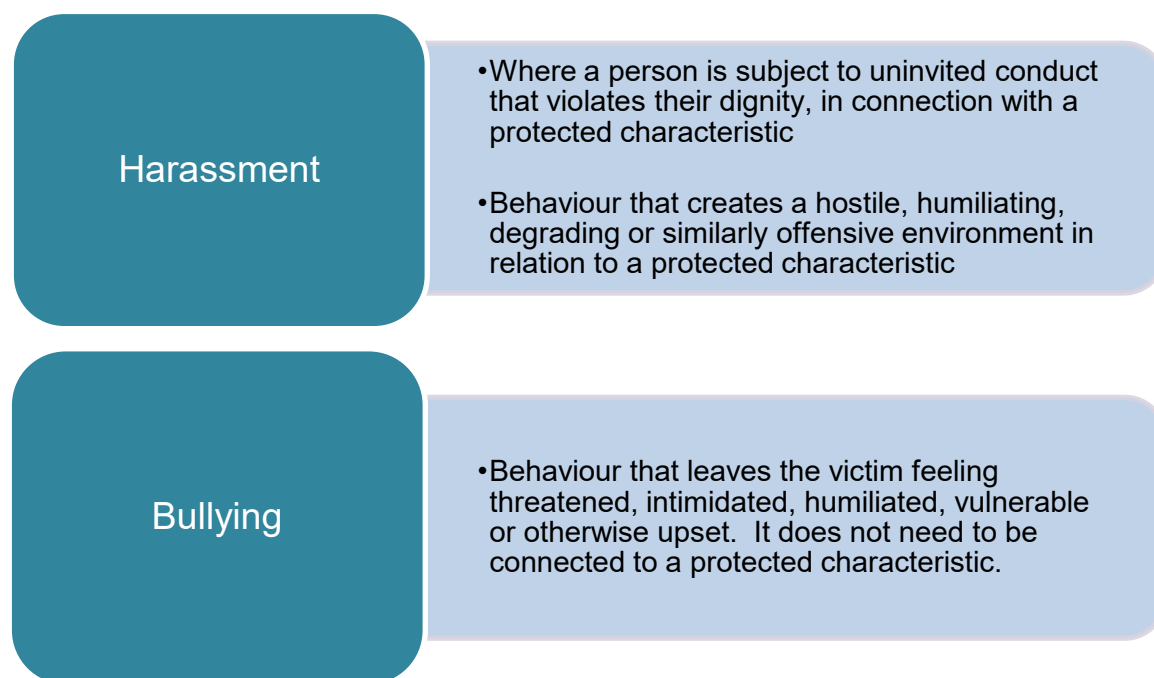 Harassment
•Where a person is subject to uninvited conduct
that violates their dignity, in connection with a
protected characteristic
•Behaviour that creates a hostile, humiliating,
degrading or similarly offensive environment in
relation to a protected characteristic
Bullying
•Behaviour that leaves the victim feeling
threatened, intimidated, humiliated, vulnerable
or otherwise upset.  It does not need to be
connected to a protected characteristic.